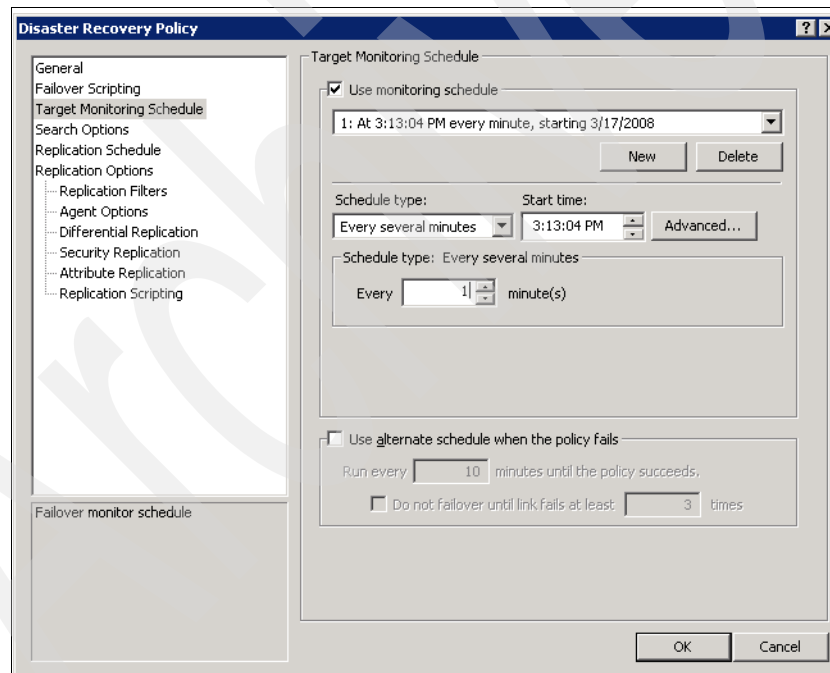 Disaster Recovery Policy
General
Failover Scripting
Target Monitoring Schedule
Search Options
Replication Schedule
Replication Options
Replication Filters
Agent Options
Differential Replication
Security Replication
Attribute Replication
Replication Scripting
Failover monitor schedule
Target Monitoring Schedule
Use monitoring schedule
1: At 3:13:04 PM every minute, starting 3/17/2008
New Delete
Schedule type: Start time:
Every several minutes 3:13:04 PM Advanced...
Schedule type: Every several minutes
Every 1 minute(s)
Use alternate schedule when the policy fails
Run every 10 minutes until the policy succeeds.
Do not failover until link fails at least 3 times
OK Cancel